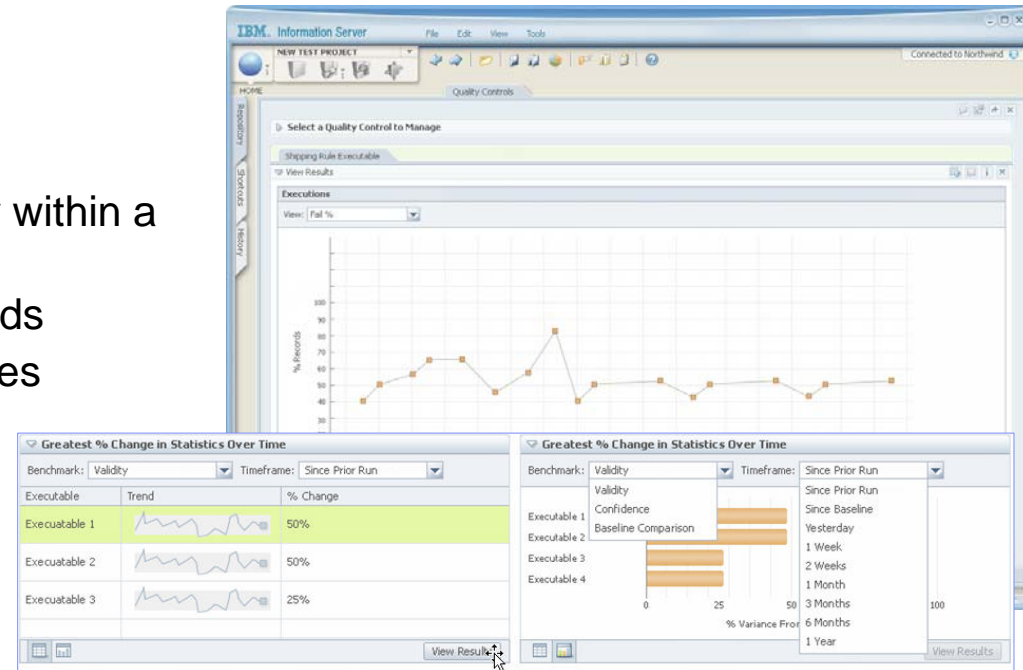 IBM. Information Server File Edit View Tools
NEW TEST PROJECT
Connected to Northwind
HOME
Quality Controls
Repository
Shortcuts
History
Select a Quality Control to Manage
Shipping Rule Executable
View Results
Executions
View: Fail %
% Records
100
90
80
70
60
50
40
30
within a
ds
es
Greatest % Change in Statistics Over Time
Benchmark: Validity Timeframe: Since Prior Run
Executable Trend % Change
Execuatable 1 50%
Execuatable 2 50%
Execuatable 3 25%
View Results
Greatest % Change in Statistics Over Time
Benchmark: Validity Timeframe: Since Prior Run
Validity
Confidence
Baseline Comparison
Since Prior Run
Since Baseline
Yesterday
1 Week
2 Weeks
1 Month
3 Months
6 Months
1 Year
Executable 1
Executable 2
Executable 3
Executable 4
0 25 50 100
% Variance From
View Results